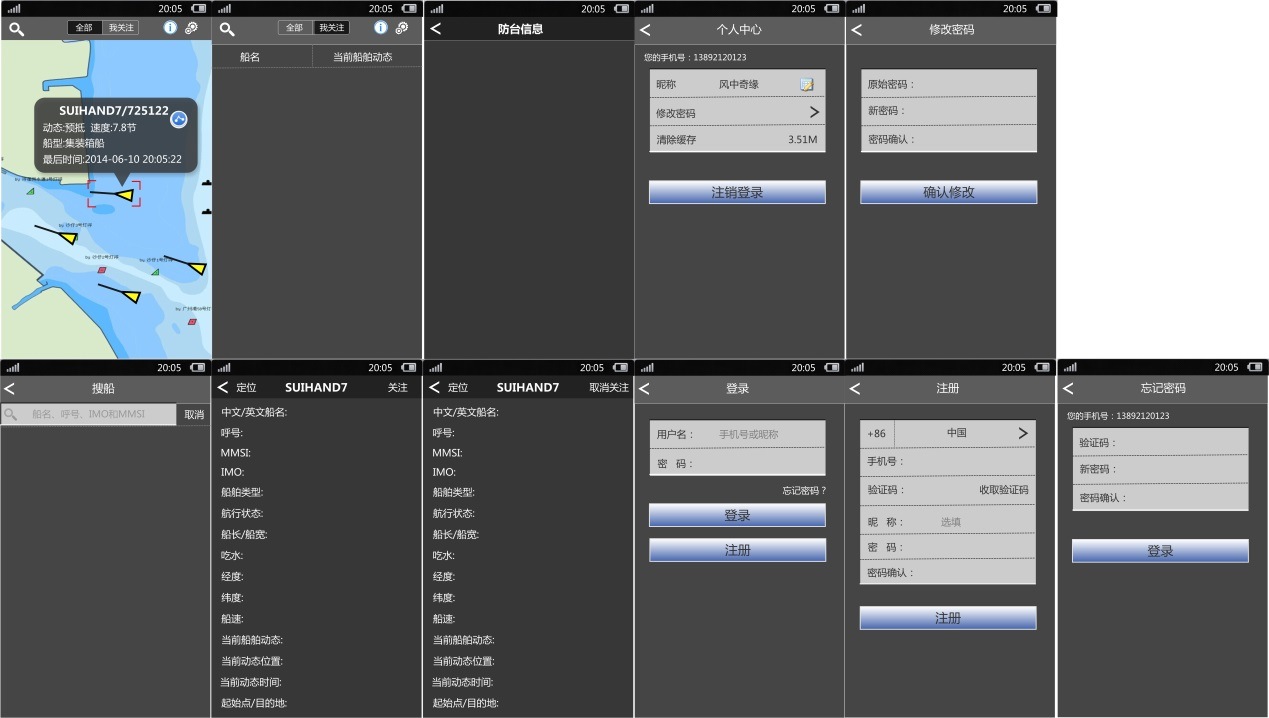 20:05
全部 我关注
SUIHAND7/725122
动态:预抵 速度:7.8节
船型:集装箱船
最后时间:2014-06-10 20:05:22
20:05
全部 我关注
船名 当前船舶动态
20:05
防台信息
20:05
个人中心
您的手机号：13892120123
昵称 风中奇缘
修改密码
清除缓存 3.51M
注销登录
20:05
修改密码
原始密码：
新密码：
密码确认：
确认修改
20:05
搜船
船名、呼号、IMO和MMSI 取消
20:05
定位 SUIHAND7 关注
中文/英文船名:
呼号:
MMSI:
IMO:
船舶类型:
航行状态:
船长/船宽:
吃水:
经度:
纬度:
船速:
当前船舶动态:
当前动态位置:
当前动态时间:
起始点/目的地:
20:05
定位 SUIHAND7 取消关注
中文/英文船名:
呼号:
MMSI:
IMO:
船舶类型:
航行状态:
船长/船宽:
吃水:
经度:
纬度:
船速:
当前船舶动态:
当前动态位置:
当前动态时间:
起始点/目的地:
20:05
登录
用户名： 手机号或昵称
密 码：
忘记密码？
登录
注册
20:05
注册
+86 中国
手机号：
验证码： 收取验证码
昵 称： 选填
密 码：
密码确认：
注册
20:05
忘记密码
您的手机号：13892120123
验证码：
新密码：
密码确认：
登录